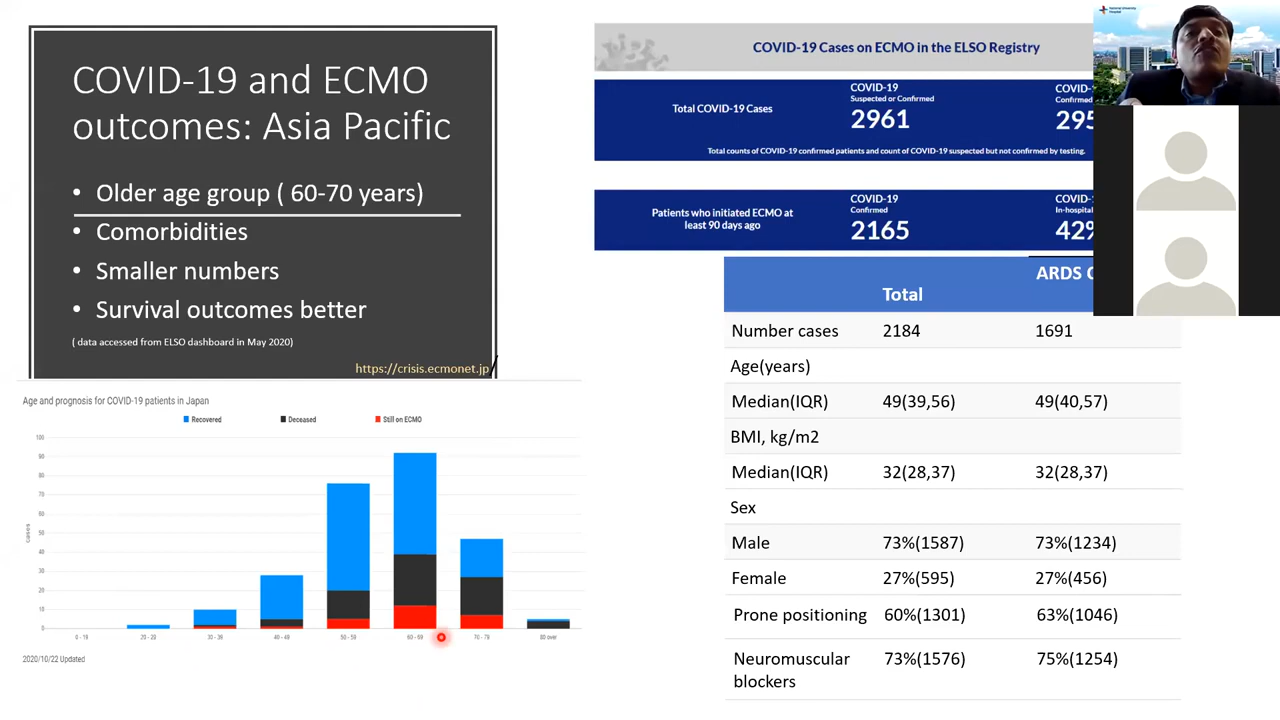 COVID-19 and ECMO
outcomes: Asia Pacific
• Older age group ( 60-70 years)
• Comorbidities
• Smaller numbers
• Survival outcomes better
( data accessed from ELSO dashboard in May 2020)
https://crisis.ecmonet.jp/
Age and prognosis for COVID-19 patients in Japan
Recovered Deceased Still on ECMO
100
90
80
70
60
50
40
30
20
10
0
cases
0 - 19 20 - 29 30 - 39 40 - 49 50 - 59 60 - 69 70 - 79 80 over
2020/10/22 Updated
COVID-19 Cases on ECMO in the ELSO Registry
Total COVID-19 Cases
COVID-19
Suspected or Confirmed
2961
COVID-
Confirmed
295
Total counts of COVID-19 confirmed patients and count of COVID-19 suspected but not confirmed by testing.
Patients who initiated ECMO at
least 90 days ago
COVID-19
Confirmed
2165
COVID-
In-hospital
42%
Total ARDS
Number cases 2184 1691
Age(years)
Median(IQR) 49(39,56) 49(40,57)
BMI, kg/m2
Median(IQR) 32(28,37) 32(28,37)
Sex
Male 73%(1587) 73%(1234)
Female 27%(595) 27%(456)
Prone positioning 60%(1301) 63%(1046)
Neuromuscular
blockers 73%(1576) 75%(1254)
National University
Hospital